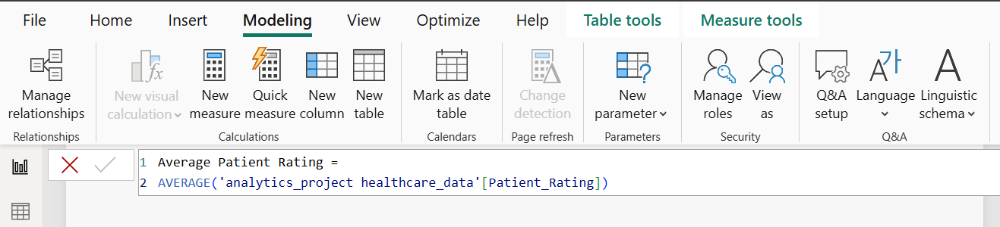 File Home Insert Modeling View Optimize Help Table tools Measure tools
Manage relationships
New visual calculation
New measure
Quick measure
New column
New table
Mark as date table
Change detection
New parameter
Manage roles
View as
Q&A setup
Language
Linguistic schema
Relationships Calculations Calendars Page refresh Parameters Security Q&A
1 Average Patient Rating =
2 AVERAGE('analytics_project healthcare_data'[Patient_Rating])